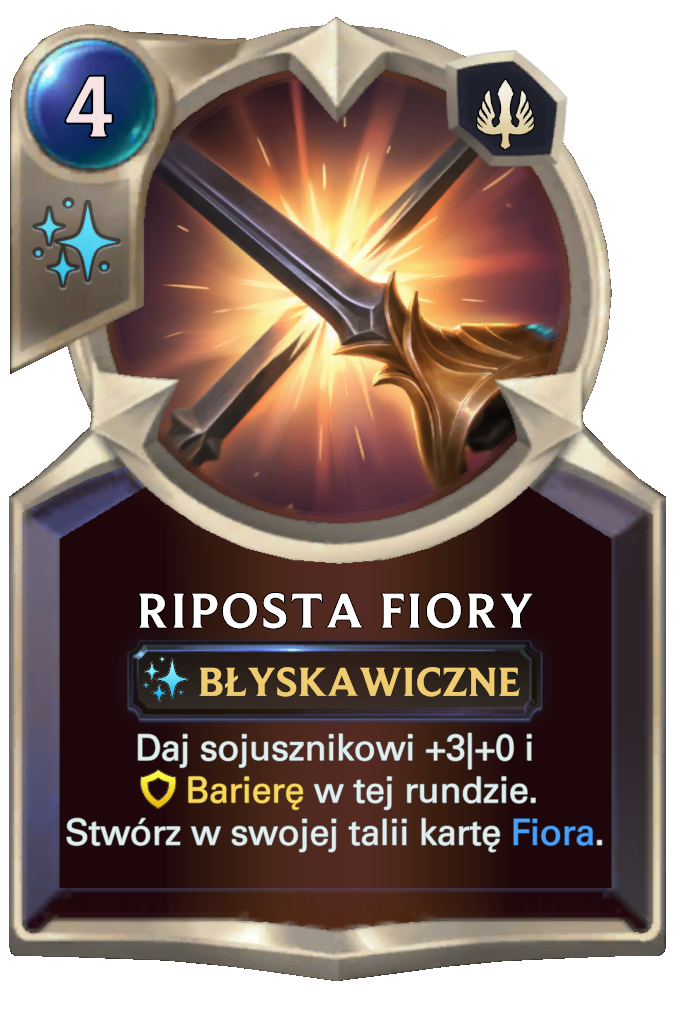 4
RIPOSTA FIORY
BŁYSKAWICZNE
Daj sojusznikowi +3|+0 i
Barierę w tej rundzie.
Stwórz w swojej talii kartę Fiora.